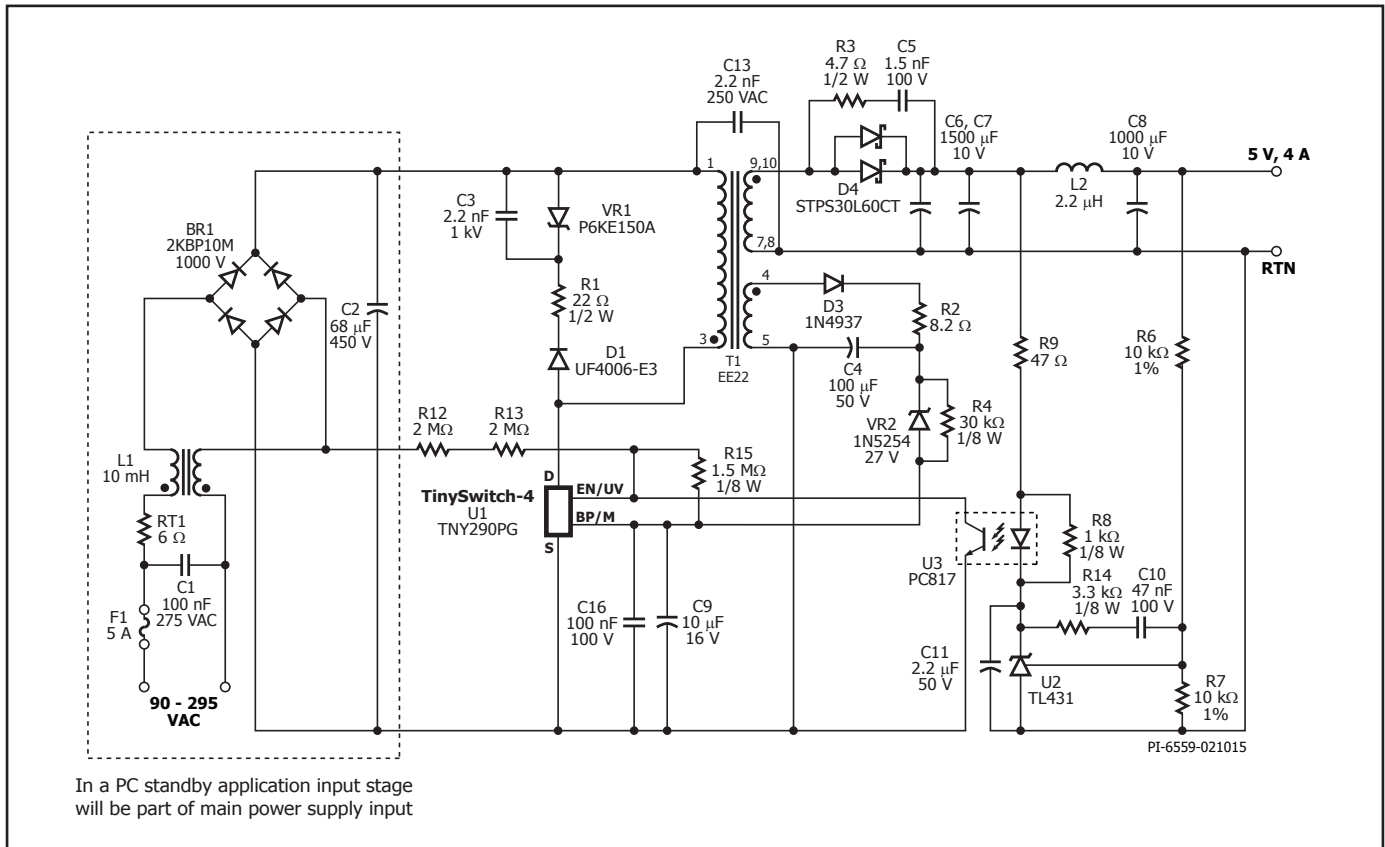 C13
2.2 nF
250 VAC
R3
4.7 Ω
1/2 W
C5
1.5 nF
100 V
C6, C7
1500 μF
10 V
C8
1000 μF
10 V
5 V, 4 A
L2
2.2 μH
RTN
D4
STPS30L60CT
1
9,10
7,8
4
3
5
T1
EE22
C3
2.2 nF
1 kV
VR1
P6KE150A
R1
22 Ω
1/2 W
D1
UF4006-E3
BR1
2KBP10M
1000 V
C2
68 μF
450 V
D3
1N4937
R2
8.2 Ω
C4
100 μF
50 V
VR2
1N5254
27 V
R4
30 kΩ
1/8 W
R9
47 Ω
R6
10 kΩ
1%
R12
2 MΩ
R13
2 MΩ
R15
1.5 MΩ
1/8 W
L1
10 mH
RT1
6 Ω
C1
100 nF
275 VAC
F1
5 A
90 - 295
VAC
TinySwitch-4
U1
TNY290PG
D
S
EN/UV
BP/M
C16
100 nF
100 V
C9
10 μF
16 V
U3
PC817
R8
1 kΩ
1/8 W
R14
3.3 kΩ
1/8 W
C10
47 nF
100 V
C11
2.2 μF
50 V
U2
TL431
R7
10 kΩ
1%
PI-6559-021015
In a PC standby application input stage
will be part of main power supply input